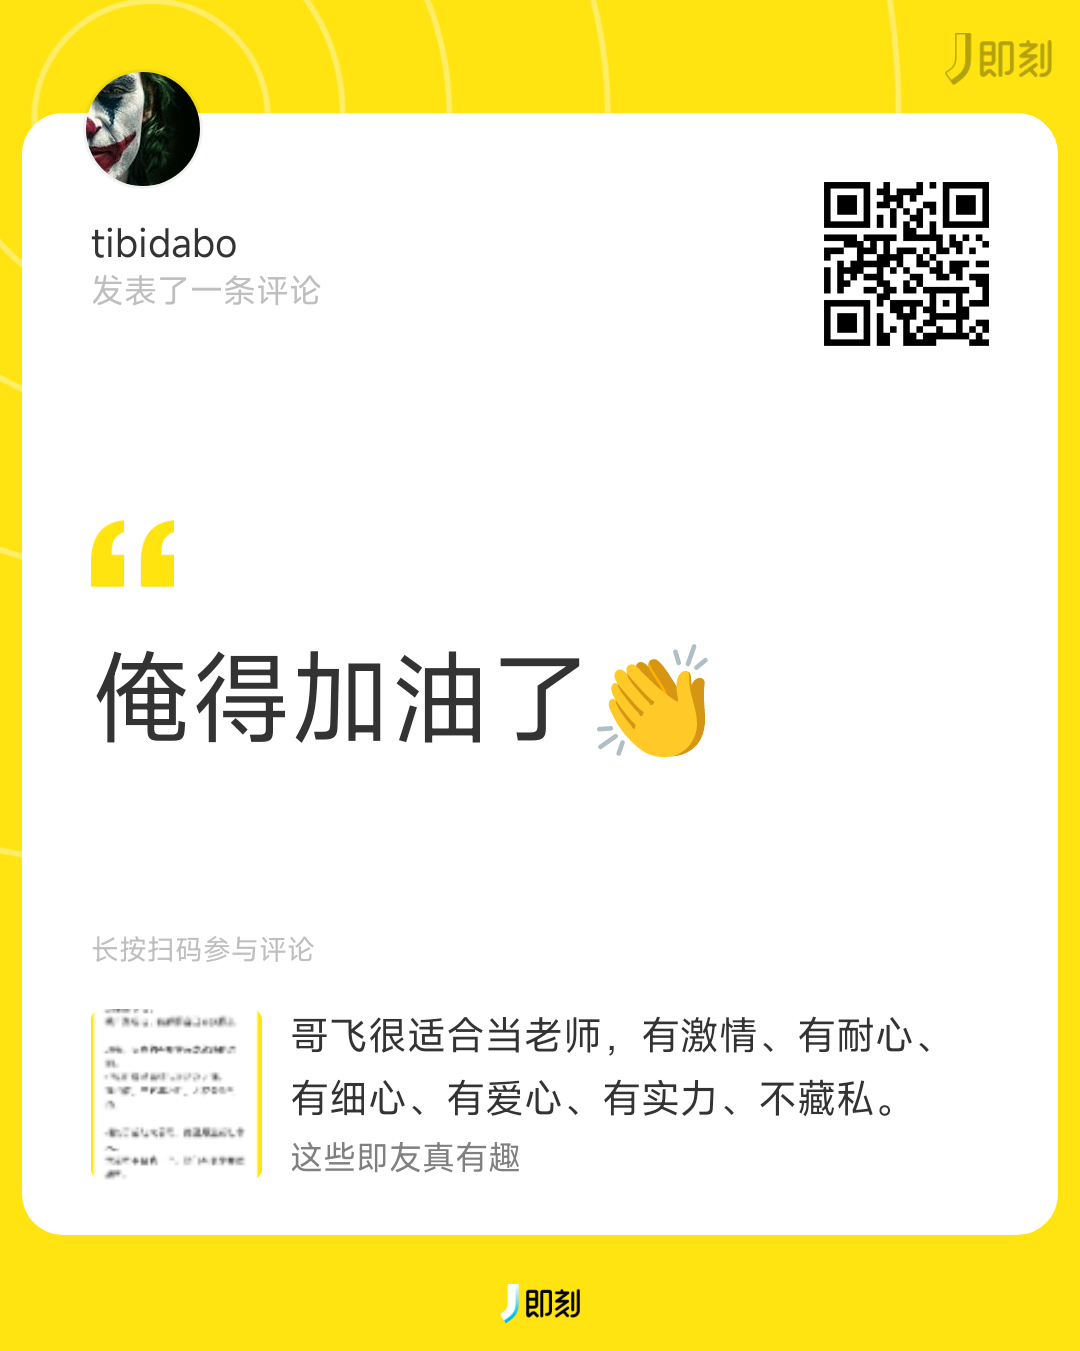 即刻
tibidabo
发表了一条评论
俺得加油了👏
长按扫码参与评论
哥飞很适合当老师，有激情、有耐心、
有细心、有爱心、有实力、不藏私。
这些即友真有趣
即刻